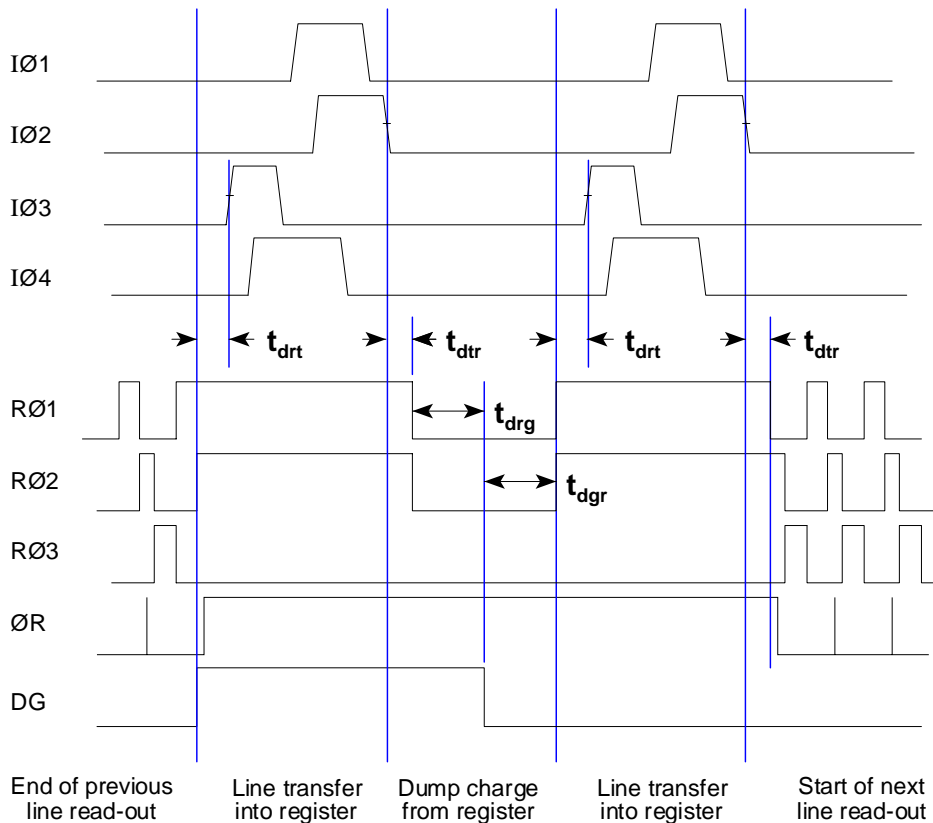 IØ1
IØ2
IØ3
IØ4
tdrt
tdtr
tdrt
tdtr
RØ1
tdrg
RØ2
tdgr
RØ3
ØR
DG
End of previous
line read-out
Line transfer
into register
Dump charge
from register
Line transfer
into register
Start of next
line read-out